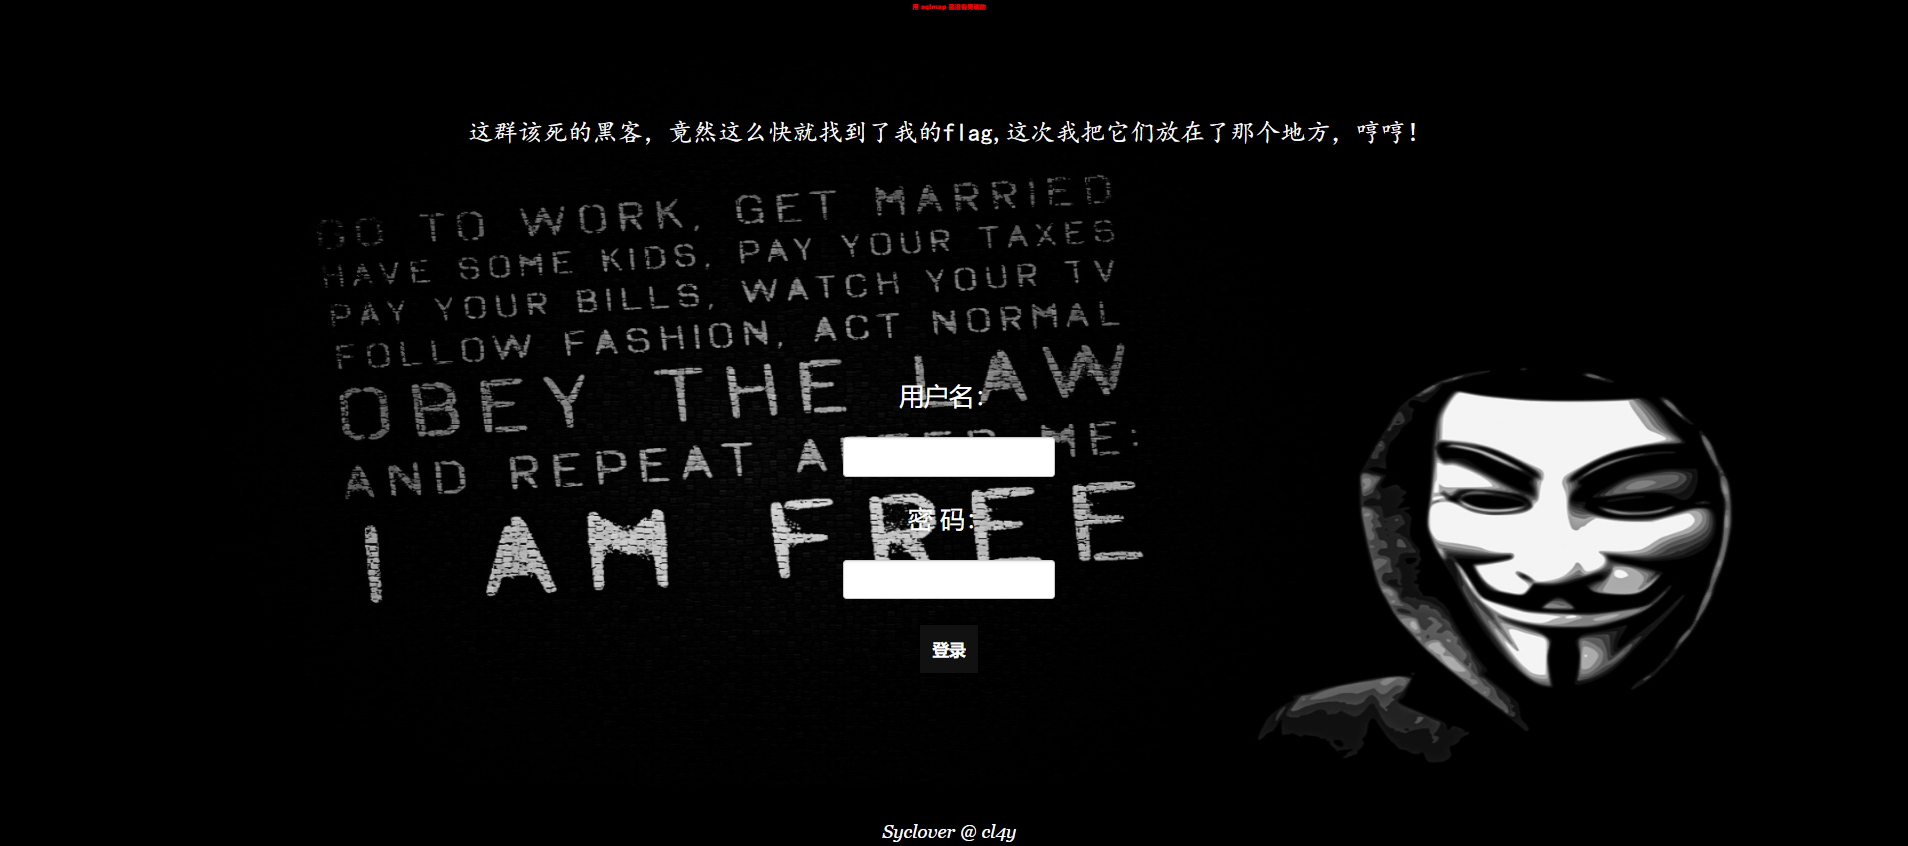 用 sqlmap 是没有灵魂的
这群该死的黑客，竟然这么快就找到了我的flag,这次我把它们放在了那个地方，哼哼！
GO TO WORK, GET MARRIED
HAVE SOME KIDS, PAY YOUR TAXES
PAY YOUR BILLS, WATCH YOUR TV
FOLLOW FASHION, ACT NORMAL
OBEY THE LAW
AND REPEAT AFTER ME:
I AM FREE
用户名：
密 码：
登录
Syclover @ cl4y